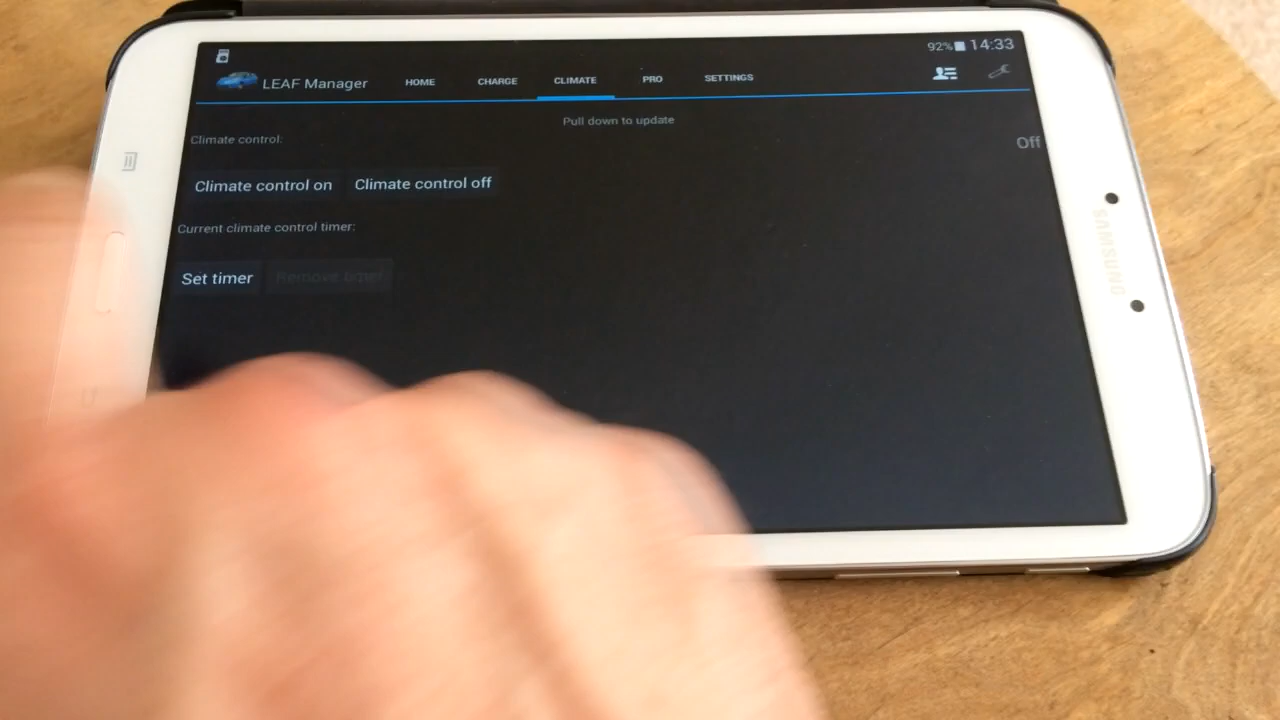 92% 14:33
LEAF Manager HOME CHARGE CLIMATE PRO SETTINGS
Pull down to update
Climate control: Off
Climate control on Climate control off
Current climate control timer:
Set timer Remove timer
SAMSUNG